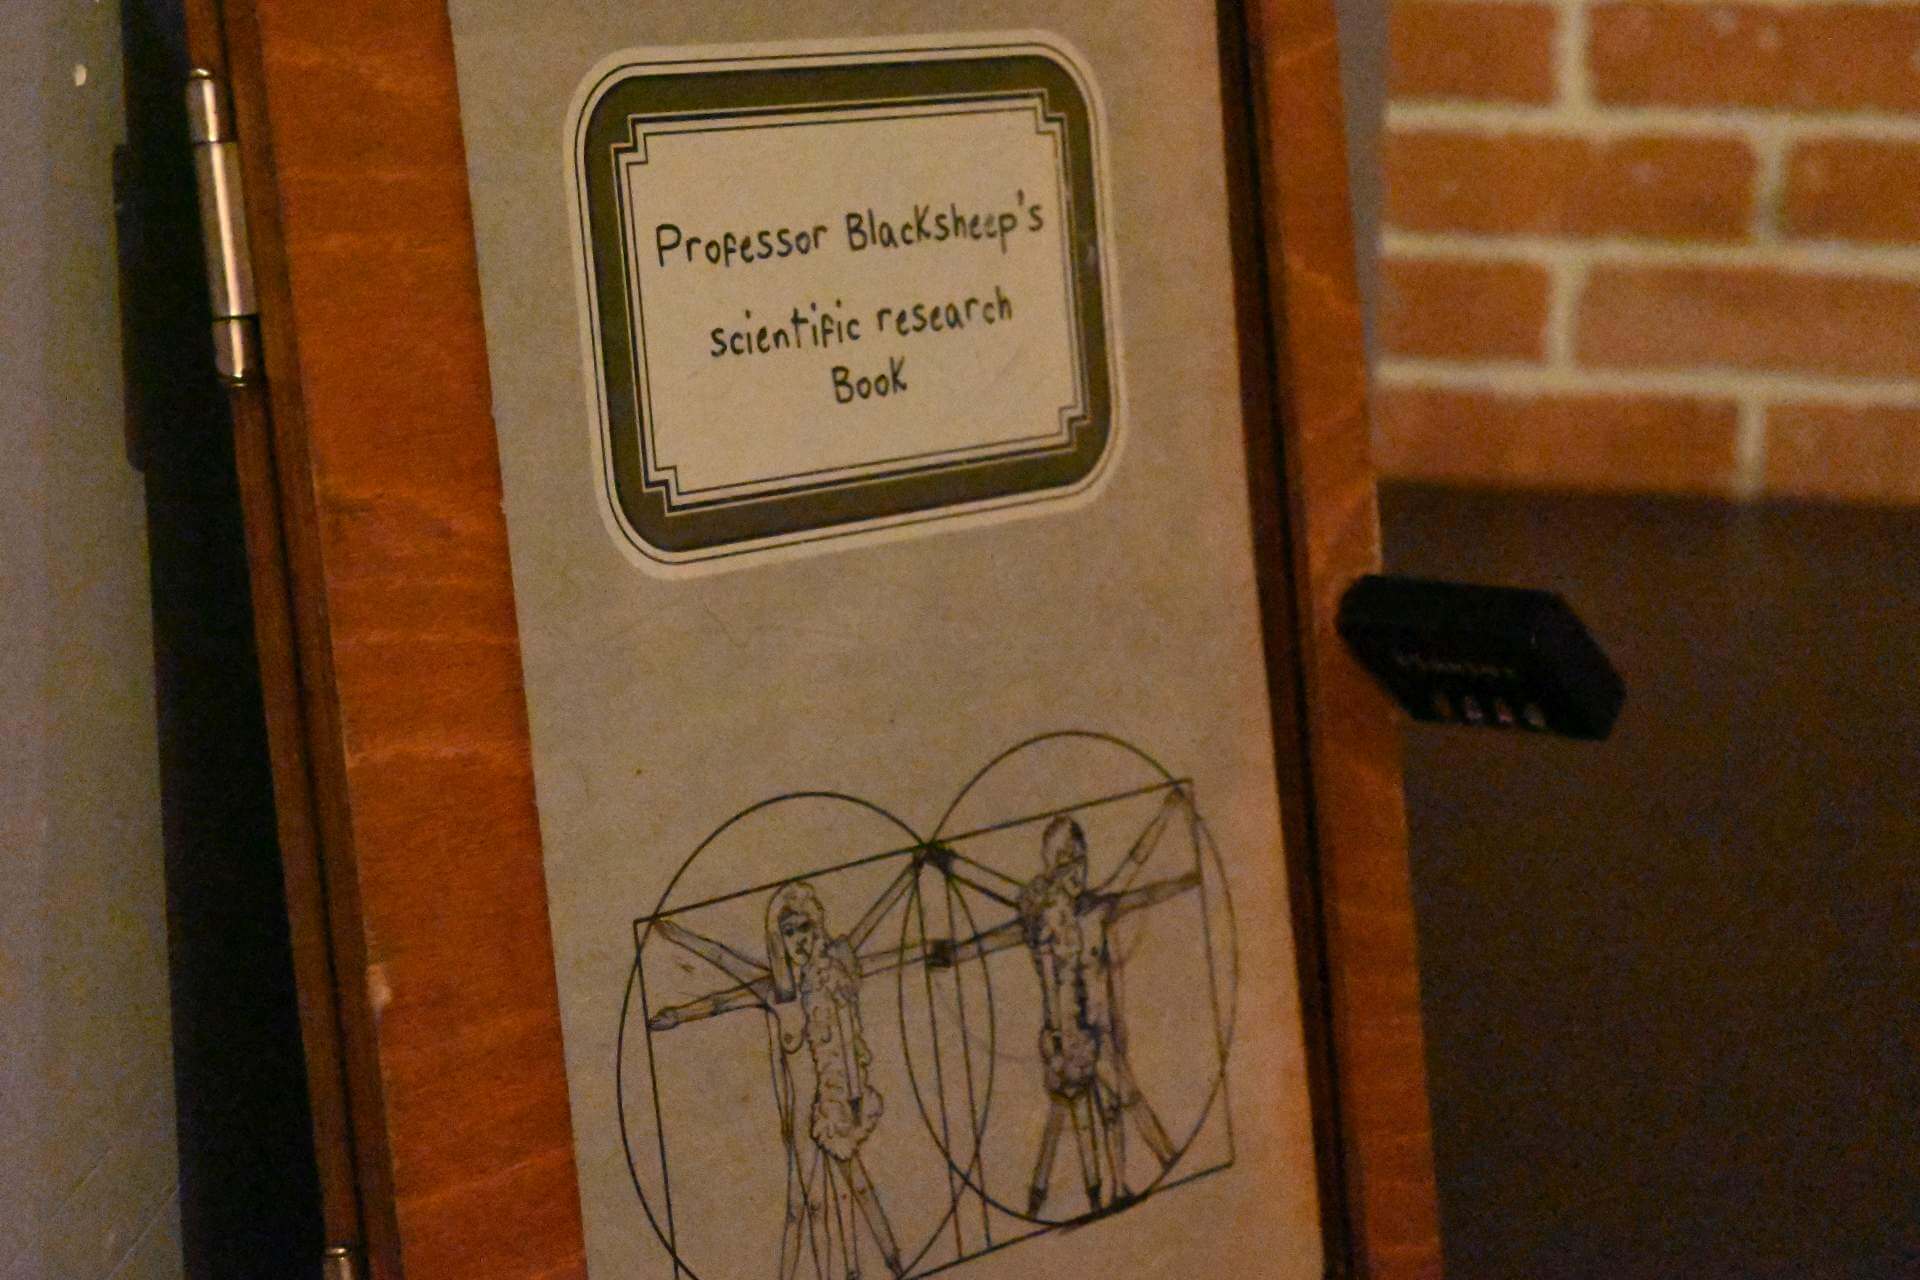 Professor Blacksheep's
scientific research
Book